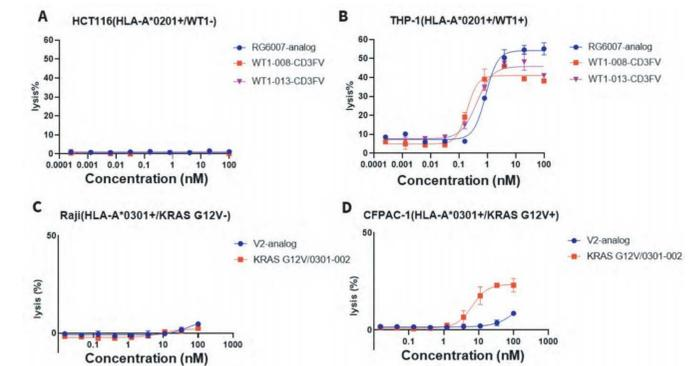 A
HCT116(HLA-A*0201+/WT1-)
lysis%
60
50
40
30
20
10
0
0.0001 0.001 0.01 0.1 1 10 100
Concentration (nM)
RG6007-analog
WT1-008-CD3FV
WT1-013-CD3FV
B
THP-1(HLA-A*0201+/WT1+)
lysis%
60
50
40
30
20
10
0
0.0001 0.001 0.01 0.1 1 10 100
Concentration (nM)
RG6007-analog
WT1-008-CD3FV
WT1-013-CD3FV
C
Raji(HLA-A*0301+/KRAS G12V-)
lysis (%)
50
0
0.1 1 10 100 1000
Concentration (nM)
V2-analog
KRAS G12V/0301-002
D
CFPAC-1(HLA-A*0301+/KRAS G12V+)
lysis (%)
50
0
0.1 1 10 100 1000
Concentration (nM)
V2-analog
KRAS G12V/0301-002